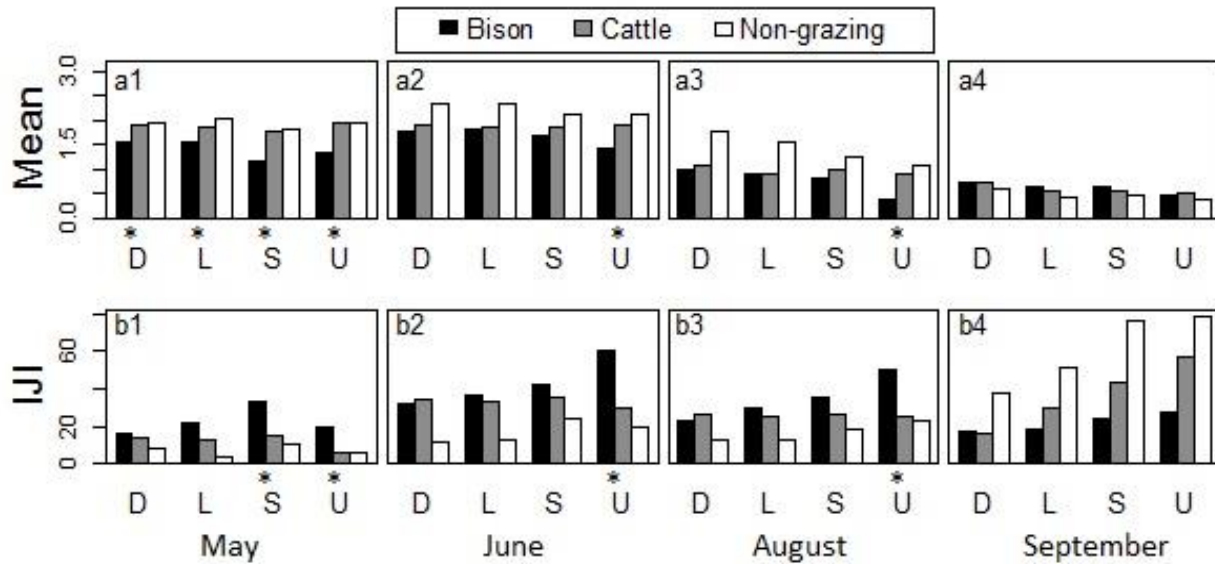 Bison Cattle Non-grazing
Mean
3.0
1.5
0.0
a1 a2 a3 a4
* * * * * *
D L S U D L S U D L S U D L S U
IJI
60
20
0
b1 b2 b3 b4
* * * *
D L S U D L S U D L S U D L S U
May June August September